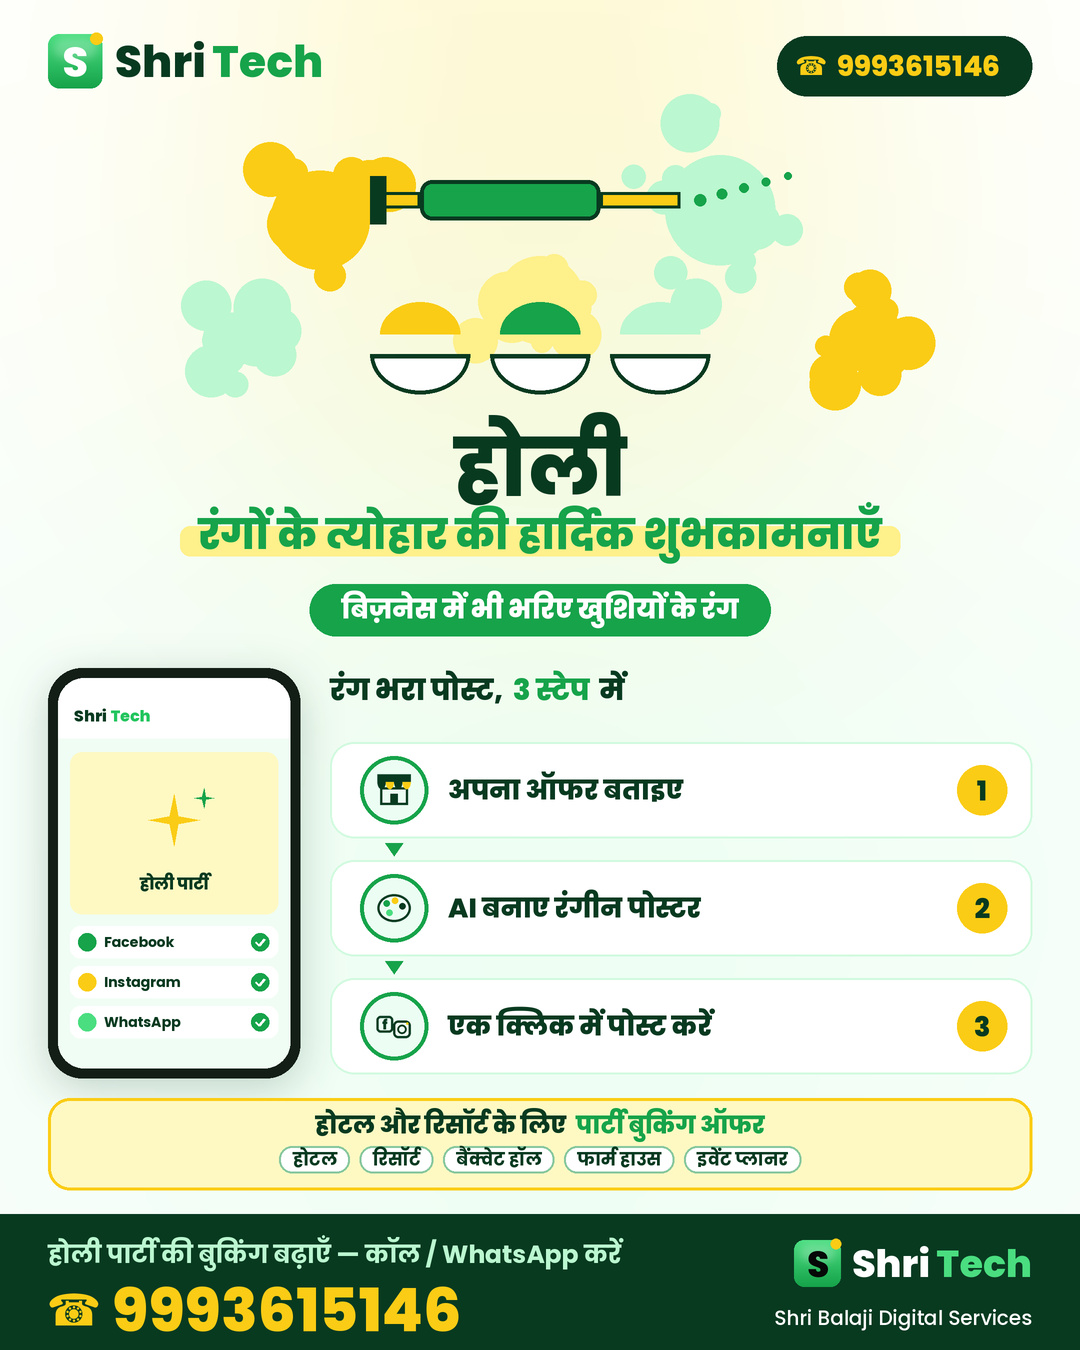 S Shri Tech
☎ 9993615146
होली
रंगों के त्योहार की हार्दिक शुभकामनाएँ
बिज़नेस में भी भरिए खुशियों के रंग
Shri Tech
होली पार्टी
Facebook
Instagram
WhatsApp
रंग भरा पोस्ट, 3 स्टेप में
अपना ऑफर बताइए 1
AI बनाए रंगीन पोस्टर 2
एक क्लिक में पोस्ट करें 3
होटल और रिसॉर्ट के लिए पार्टी बुकिंग ऑफर
होटल रिसॉर्ट बैंक्वेट हॉल फार्म हाउस इवेंट प्लानर
होली पार्टी की बुकिंग बढ़ाएँ — कॉल / WhatsApp करें
☎ 9993615146
S Shri Tech
Shri Balaji Digital Services